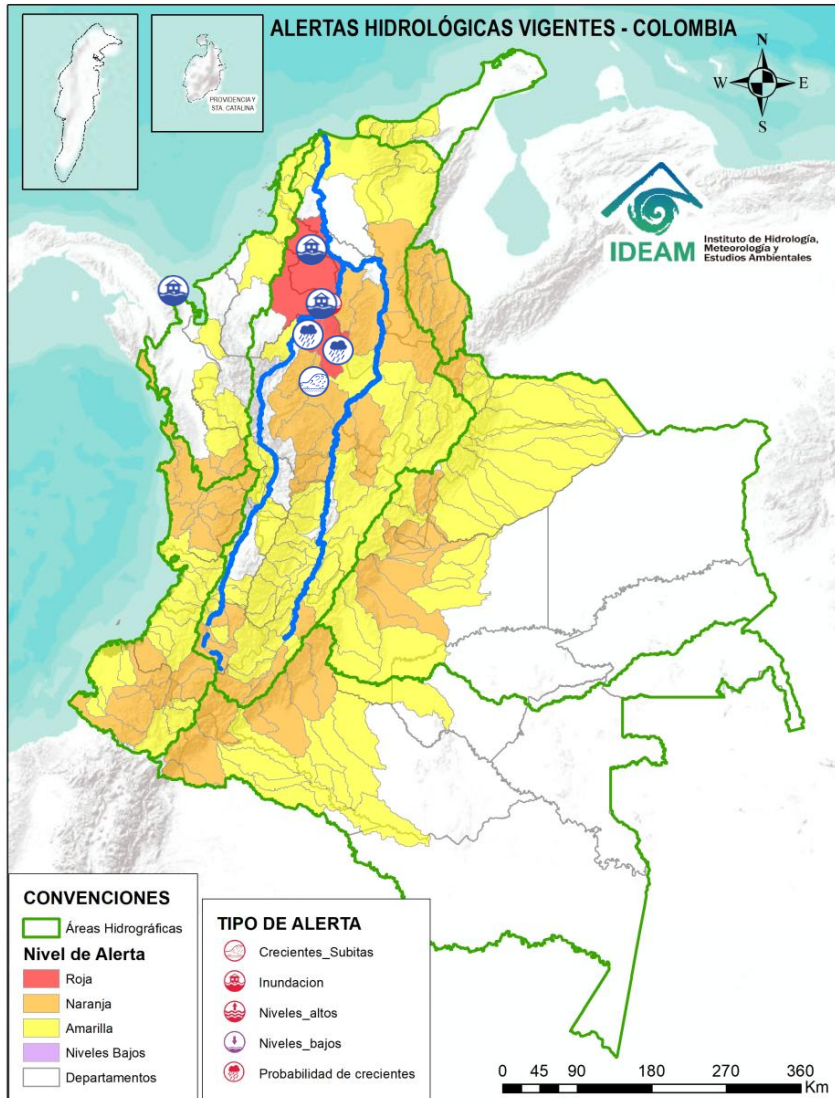 ALERTAS HIDROLÓGICAS VIGENTES - COLOMBIA
PROVIDENCIA Y
STA. CATALINA
N
W
E
S
IDEAM
Instituto de Hidrología,
Meteorología y
Estudios Ambientales
CONVENCIONES
Áreas Hidrográficas
Nivel de Alerta
Roja
Naranja
Amarilla
Niveles Bajos
Departamentos
TIPO DE ALERTA
Crecientes_Subitas
Inundacion
Niveles_altos
Niveles_bajos
Probabilidad de crecientes
0 45 90 180 270 360
Km